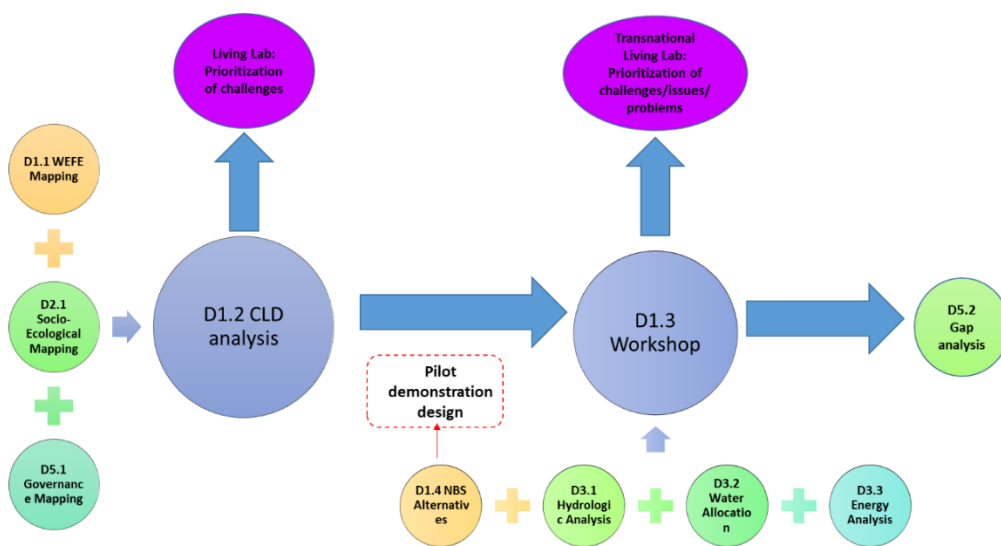 Living Lab:
Prioritization
of challenges
Transnational
Living Lab:
Prioritization of
challenges/issues/
problems
D1.1 WEFE
Mapping
D2.1
Socio-
Ecological
Mapping
D5.1
Governanc
e Mapping
D1.2 CLD
analysis
D1.3
Workshop
D5.2
Gap
analysis
Pilot
demonstration
design
D1.4 NBS
Alternativ
es
D3.1
Hydrologi
c Analysis
D3.2
Water
Allocatio
n
D3.3
Energy
Analysis